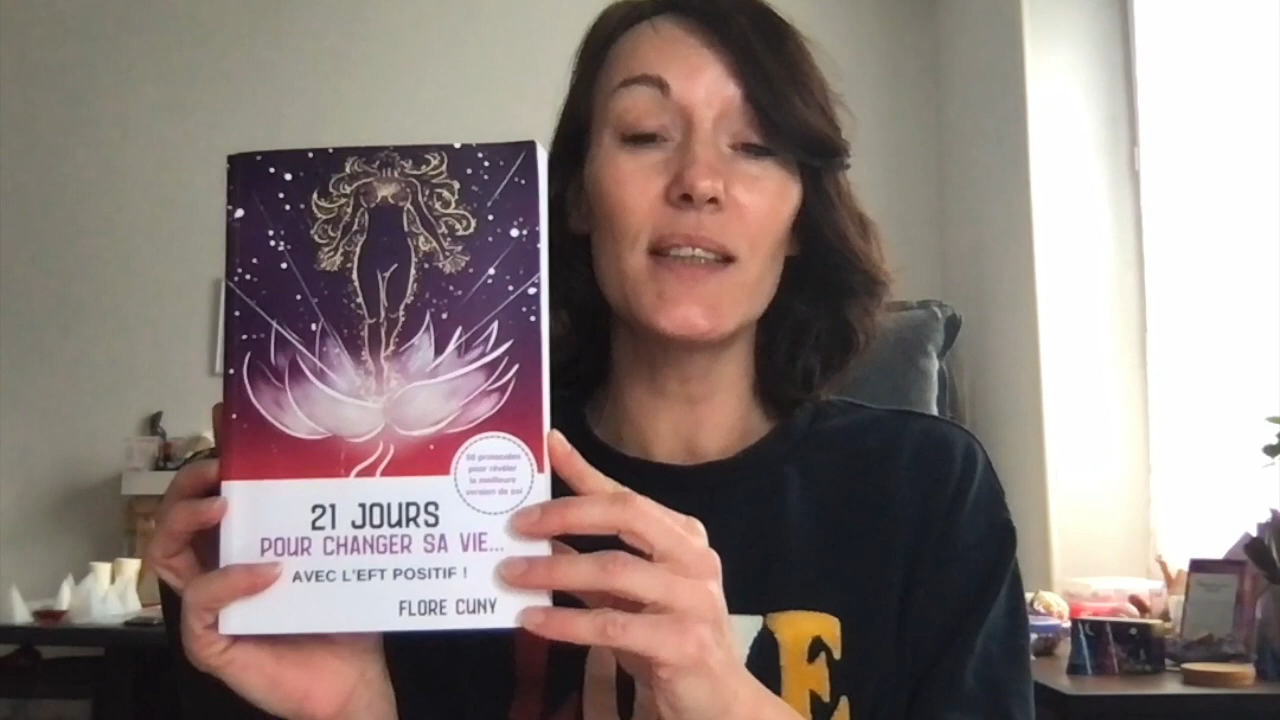 50 protocoles
pour révéler
la meilleure
version de soi
21 JOURS
POUR CHANGER SA VIE...
AVEC L'EFT POSITIF !
FLORE CUNY